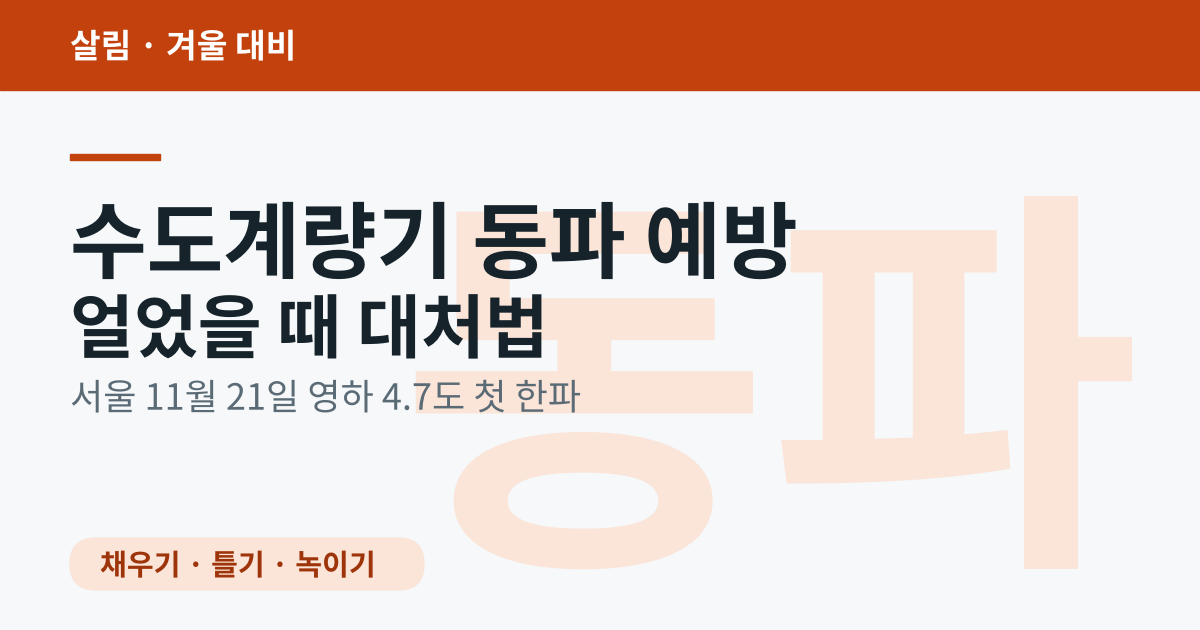 살림 · 겨울 대비
수도계량기 동파 예방
얼었을 때 대처법
서울 11월 21일 영하 4.7도 첫 한파
동파
채우기 · 틀기 · 녹이기